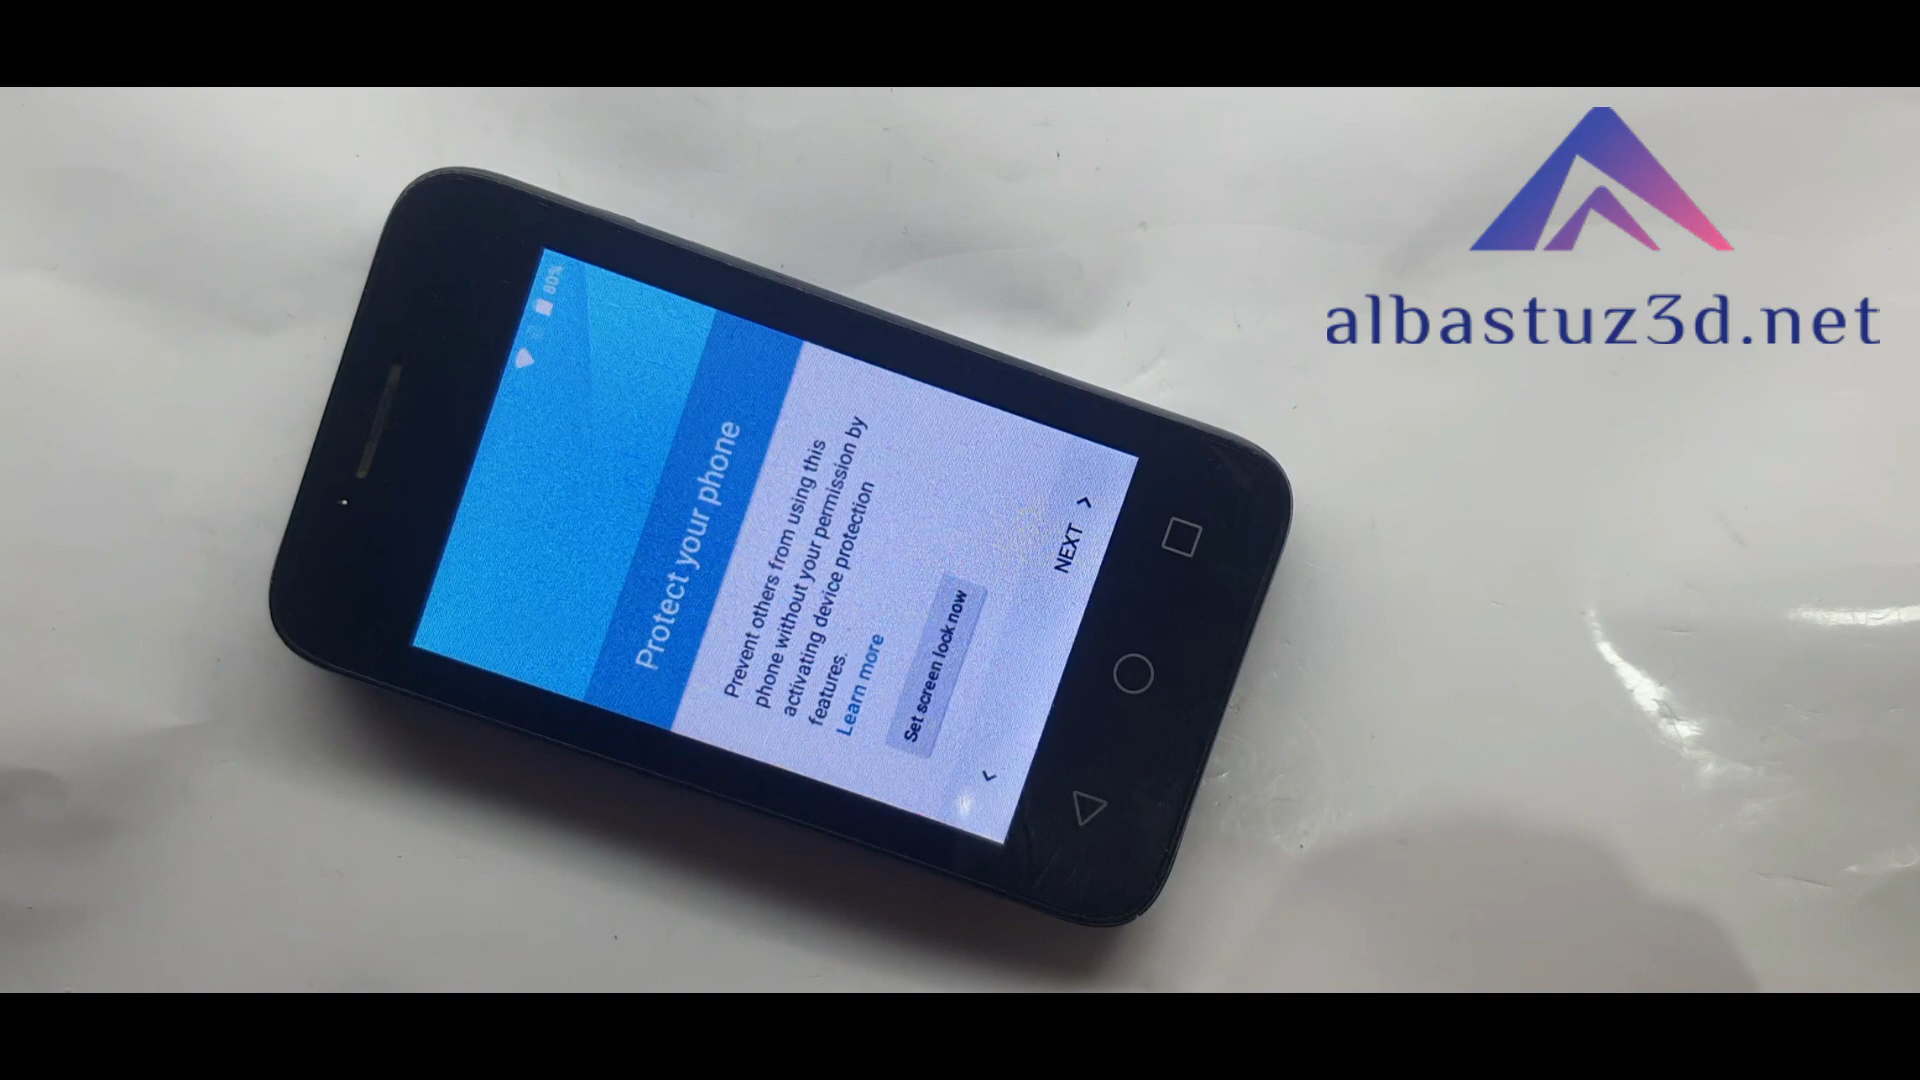 80%
Protect your phone
Prevent others from using this
phone without your permission by
activating device protection
features.
Learn more
Set screen lock now
NEXT
albastuz3d.net